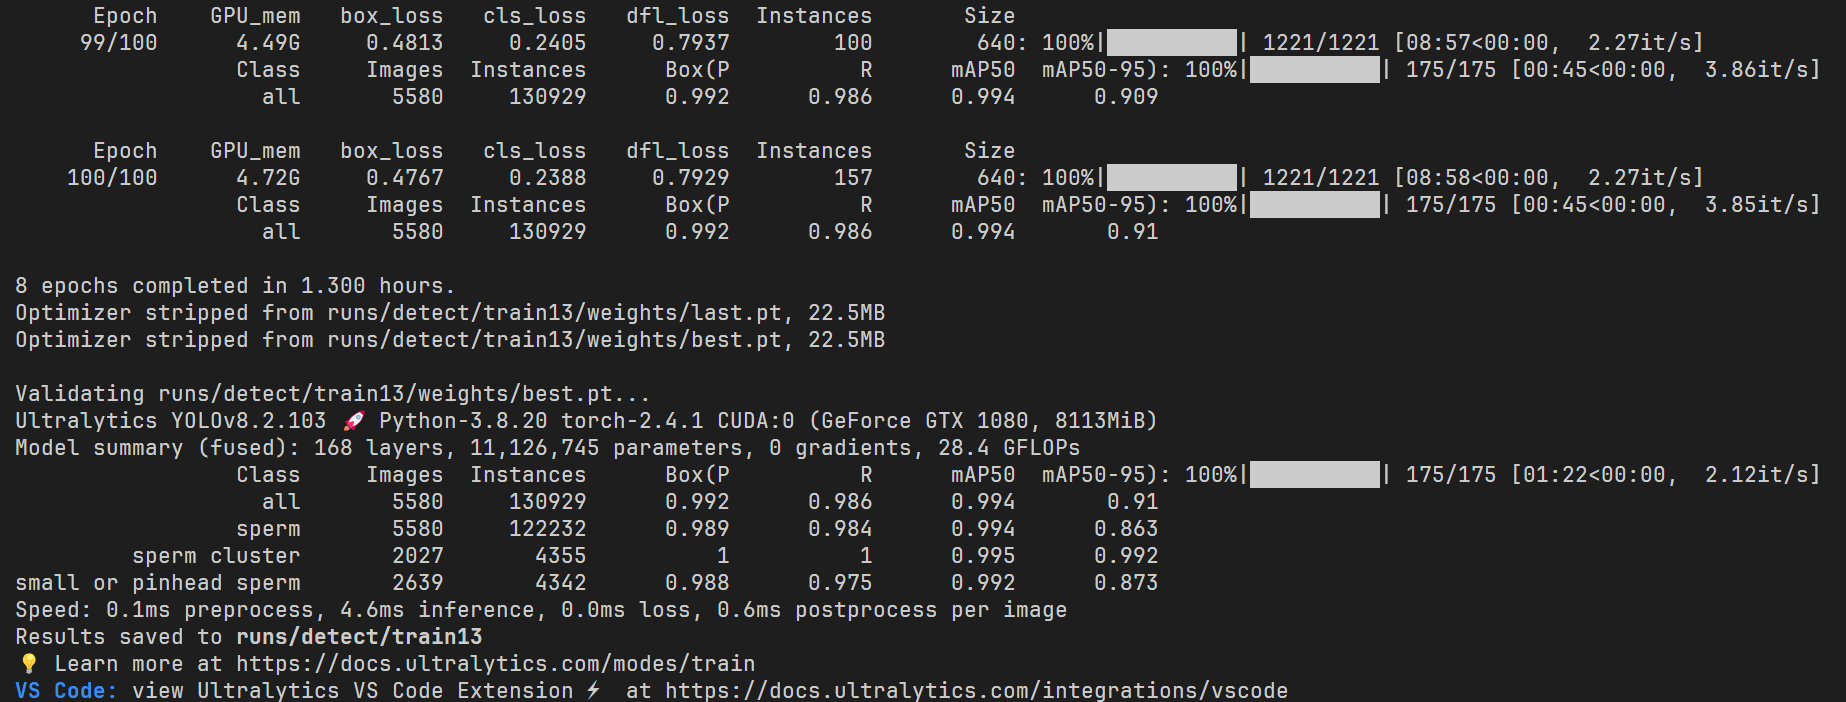 Epoch GPU_mem box_loss cls_loss dfl_loss Instances Size
99/100 4.49G 0.4813 0.2405 0.7937 100 640: 100%|██████████| 1221/1221 [08:57<00:00, 2.27it/s]
Class Images Instances Box(P R mAP50 mAP50-95): 100%|██████████| 175/175 [00:45<00:00, 3.86it/s]
all 5580 130929 0.992 0.986 0.994 0.909
Epoch GPU_mem box_loss cls_loss dfl_loss Instances Size
100/100 4.72G 0.4767 0.2388 0.7929 157 640: 100%|██████████| 1221/1221 [08:58<00:00, 2.27it/s]
Class Images Instances Box(P R mAP50 mAP50-95): 100%|██████████| 175/175 [00:45<00:00, 3.85it/s]
all 5580 130929 0.992 0.986 0.994 0.91
8 epochs completed in 1.300 hours.
Optimizer stripped from runs/detect/train13/weights/last.pt, 22.5MB
Optimizer stripped from runs/detect/train13/weights/best.pt, 22.5MB
Validating runs/detect/train13/weights/best.pt...
Ultralytics YOLOv8.2.103 🚀 Python-3.8.20 torch-2.4.1 CUDA:0 (GeForce GTX 1080, 8113MiB)
Model summary (fused): 168 layers, 11,126,745 parameters, 0 gradients, 28.4 GFLOPs
Class Images Instances Box(P R mAP50 mAP50-95): 100%|██████████| 175/175 [01:22<00:00, 2.12it/s]
all 5580 130929 0.992 0.986 0.994 0.91
sperm 5580 122232 0.989 0.984 0.994 0.863
sperm cluster 2027 4355 1 1 0.995 0.992
small or pinhead sperm 2639 4342 0.988 0.975 0.992 0.873
Speed: 0.1ms preprocess, 4.6ms inference, 0.0ms loss, 0.6ms postprocess per image
Results saved to runs/detect/train13
💡 Learn more at https://docs.ultralytics.com/modes/train
VS Code: view Ultralytics VS Code Extension ⚡ at https://docs.ultralytics.com/integrations/vscode